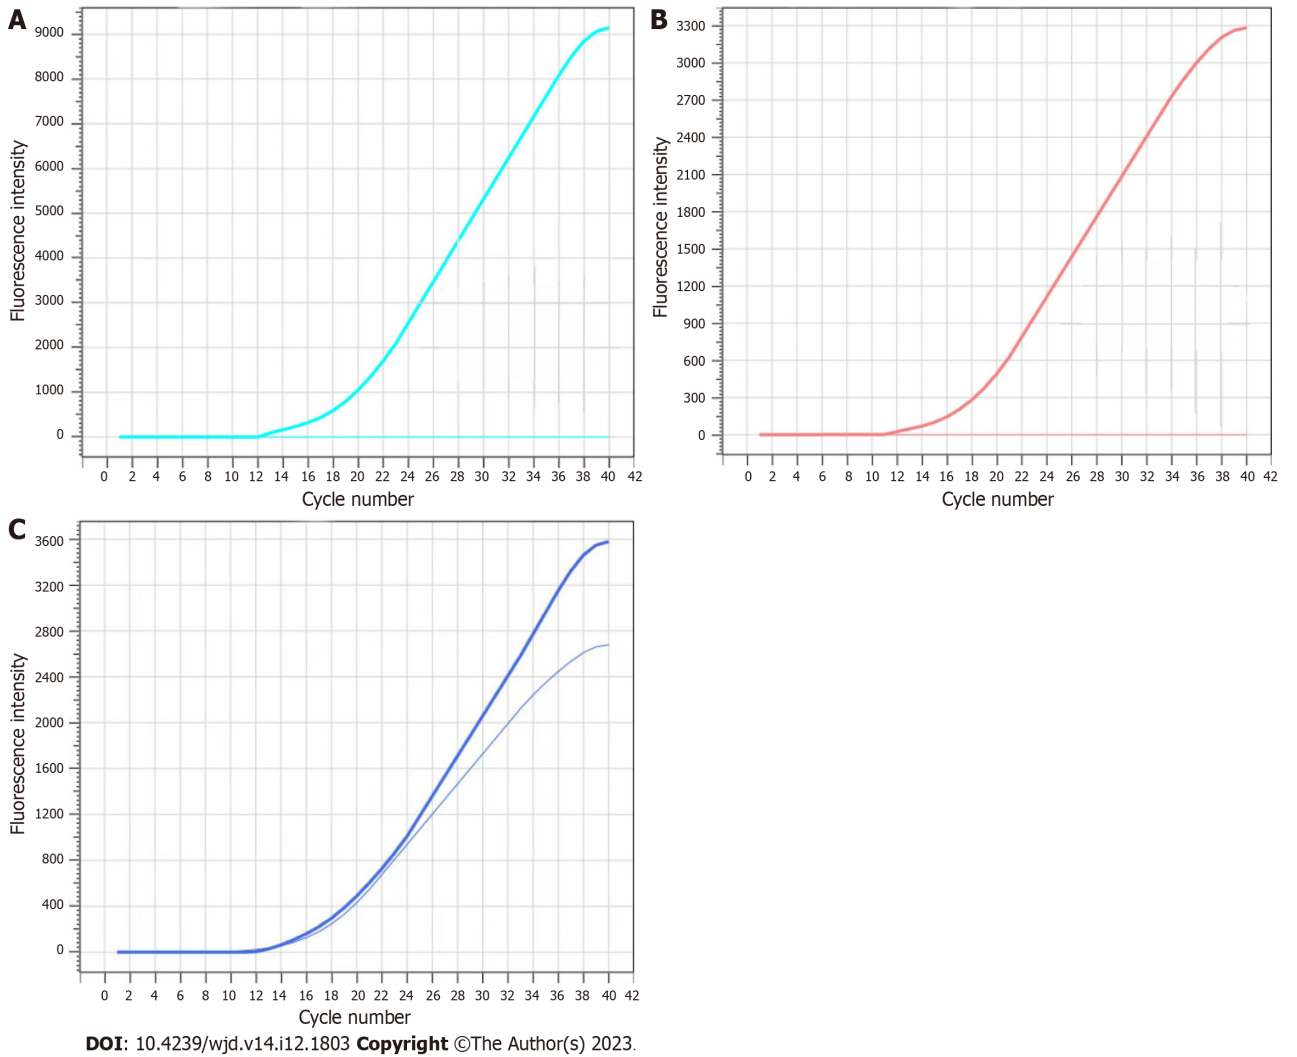 A
Fluorescence intensity
9000
8000
7000
6000
5000
4000
3000
2000
1000
0
0 2 4 6 8 10 12 14 16 18 20 22 24 26 28 30 32 34 36 38 40 42
Cycle number
B
Fluorescence intensity
3300
3000
2700
2400
2100
1800
1500
1200
900
600
300
0
0 2 4 6 8 10 12 14 16 18 20 22 24 26 28 30 32 34 36 38 40 42
Cycle number
C
Fluorescence intensity
3600
3200
2800
2400
2000
1600
1200
800
400
0
0 2 4 6 8 10 12 14 16 18 20 22 24 26 28 30 32 34 36 38 40 42
Cycle number
DOI: 10.4239/wjd.v14.i12.1803 Copyright ©The Author(s) 2023.